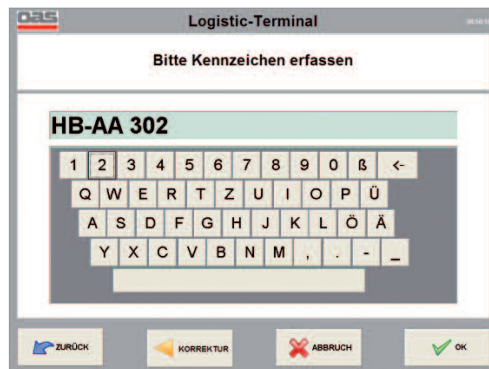 oas
Logistic-Terminal
Bitte Kennzeichen erfassen
HB-AA 302
1 2 3 4 5 6 7 8 9 0 ß <-
Q W E R T Z U I O P Ü
A S D F G H J K L Ö Ä
Y X C V B N M , . - _
ZURÜCK KORREKTUR ABBRUCH OK